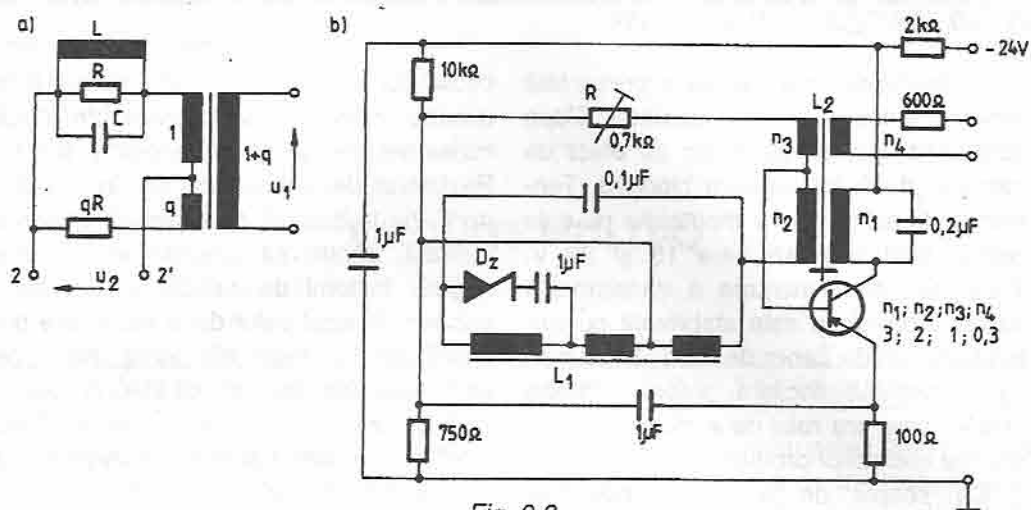 a)
L
R
C
1
1+q
u1
q
qR
2
2'
u2
b)
2kΩ
-24V
10kΩ
R
0,7kΩ
L2
600Ω
n3
n4
0,1μF
n2
n1
0,2μF
1μF
Dz
1μF
n1; n2; n3; n4
3; 2; 1; 0,3
L1
1μF
750Ω
100Ω